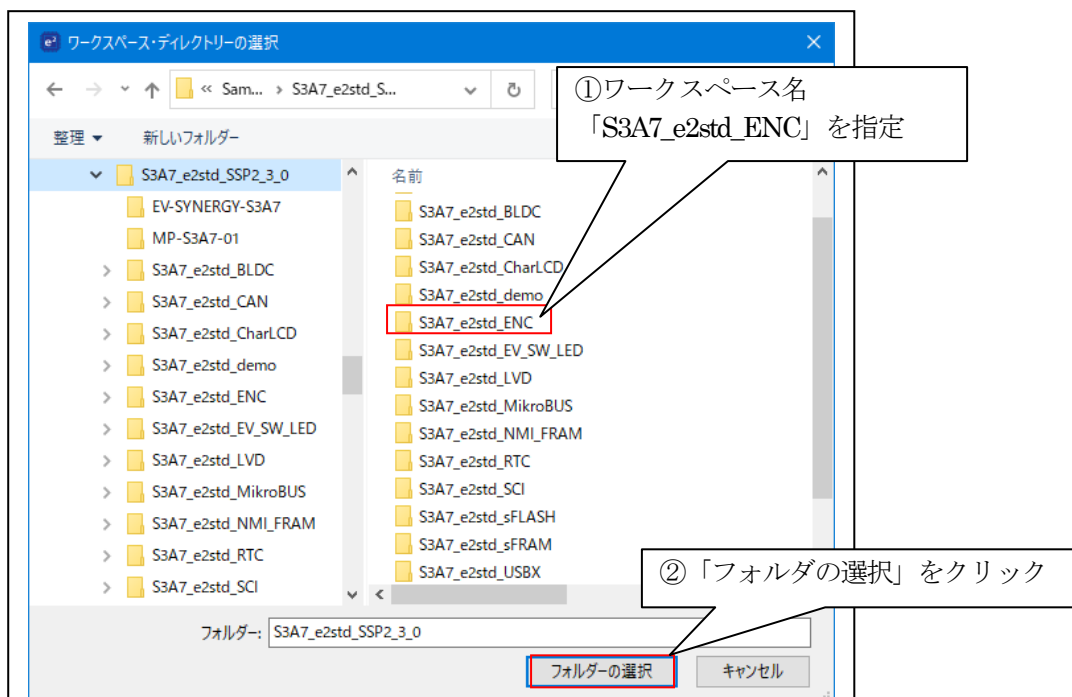 e² ワークスペース・ディレクトリーの選択
« Sam... › S3A7_e2std_S...
①ワークスペース名
「S3A7_e2std_ENC」を指定
整理 新しいフォルダー
S3A7_e2std_SSP2_3_0
EV-SYNERGY-S3A7
MP-S3A7-01
S3A7_e2std_BLDC
S3A7_e2std_CAN
S3A7_e2std_CharLCD
S3A7_e2std_demo
S3A7_e2std_ENC
S3A7_e2std_EV_SW_LED
S3A7_e2std_LVD
S3A7_e2std_MikroBUS
S3A7_e2std_NMI_FRAM
S3A7_e2std_RTC
S3A7_e2std_SCI
名前
S3A7_e2std_BLDC
S3A7_e2std_CAN
S3A7_e2std_CharLCD
S3A7_e2std_demo
S3A7_e2std_ENC
S3A7_e2std_EV_SW_LED
S3A7_e2std_LVD
S3A7_e2std_MikroBUS
S3A7_e2std_NMI_FRAM
S3A7_e2std_RTC
S3A7_e2std_SCI
S3A7_e2std_sFLASH
S3A7_e2std_sFRAM
S3A7_e2std_USBX
②「フォルダの選択」をクリック
フォルダー: S3A7_e2std_SSP2_3_0
フォルダーの選択 キャンセル